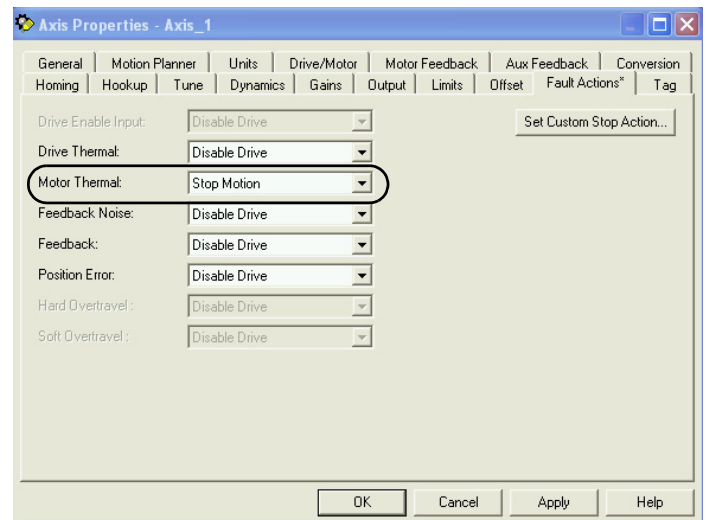 Axis Properties - Axis_1
General Motion Planner Units Drive/Motor Motor Feedback Aux Feedback Conversion
Homing Hookup Tune Dynamics Gains Output Limits Offset Fault Actions* Tag
Drive Enable Input: Disable Drive Set Custom Stop Action...
Drive Thermal: Disable Drive
Motor Thermal: Stop Motion
Feedback Noise: Disable Drive
Feedback: Disable Drive
Position Error: Disable Drive
Hard Overtravel : Disable Drive
Soft Overtravel : Disable Drive
OK Cancel Apply Help